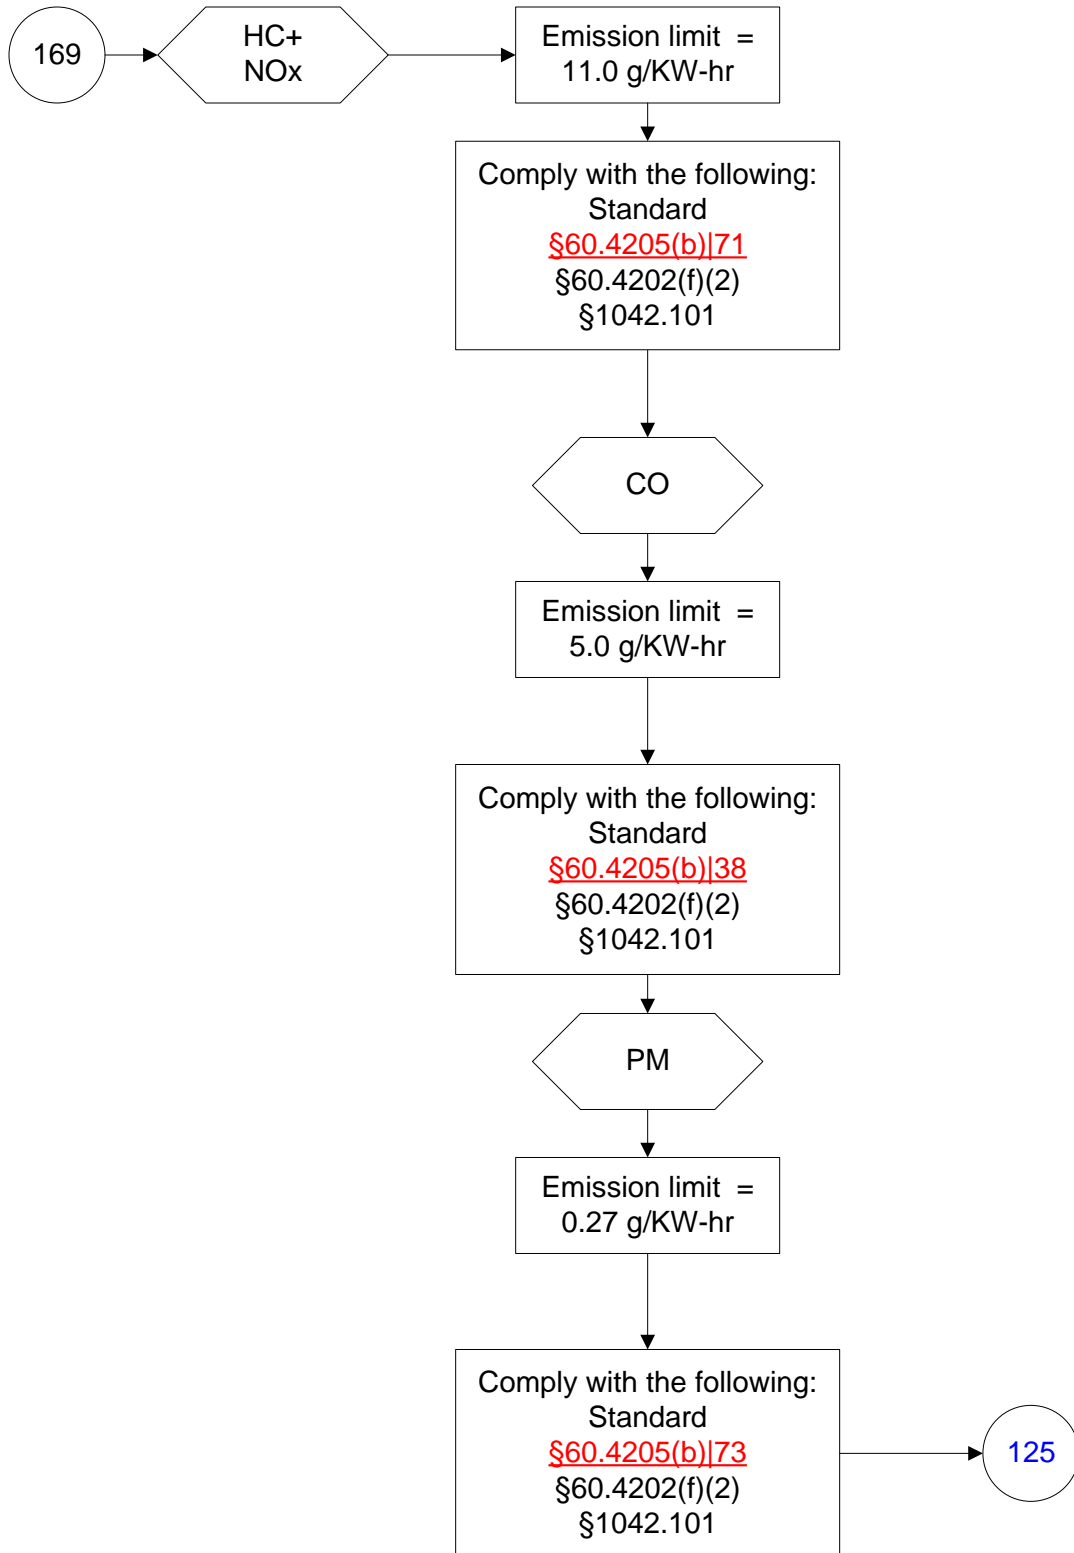 169
HC+
NOx
Emission limit  =
11.0 g/KW-hr
Comply with the following:
Standard
§60.4205(b)|71
§60.4202(f)(2)
§1042.101
CO
Emission limit  =
5.0 g/KW-hr
Comply with the following:
Standard
§60.4205(b)|38
§60.4202(f)(2)
§1042.101
PM
Emission limit  =
0.27 g/KW-hr
Comply with the following:
Standard
§60.4205(b)|73
§60.4202(f)(2)
§1042.101
125